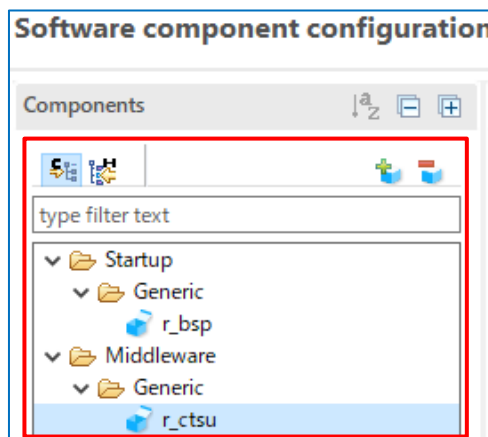 Software component configuration
Components
type filter text
Startup
Generic
r_bsp
Middleware
Generic
r_ctsu